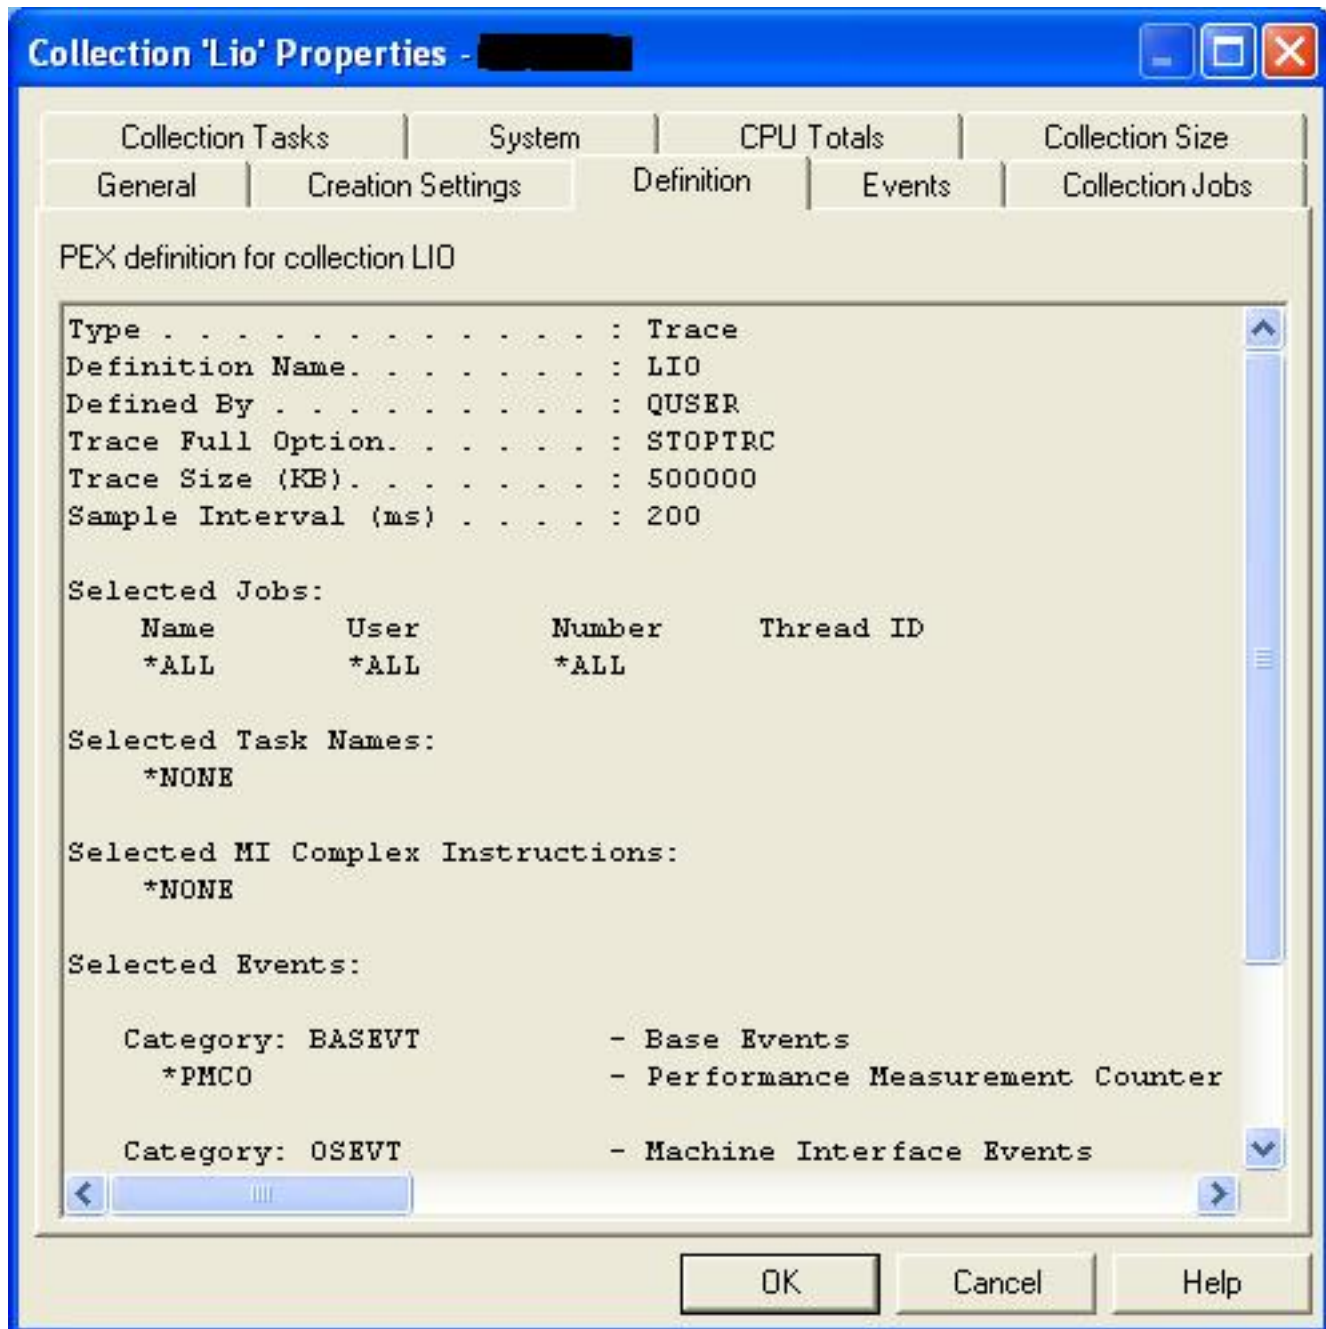 Collection 'Lio' Properties -
Collection Tasks System CPU Totals Collection Size
General Creation Settings Definition Events Collection Jobs
PEX definition for collection LIO
Type . . . . . . . . . . . . : Trace
Definition Name. . . . . . . : LIO
Defined By . . . . . . . . . : QUSER
Trace Full Option. . . . . . : STOPTRC
Trace Size (KB). . . . . . . : 500000
Sample Interval (ms) . . . . : 200
Selected Jobs:
Name User Number Thread ID
*ALL *ALL *ALL
Selected Task Names:
*NONE
Selected MI Complex Instructions:
*NONE
Selected Events:
Category: BASEVT - Base Events
*PMCO - Performance Measurement Counter
Category: OSEVT - Machine Interface Events
OK Cancel Help